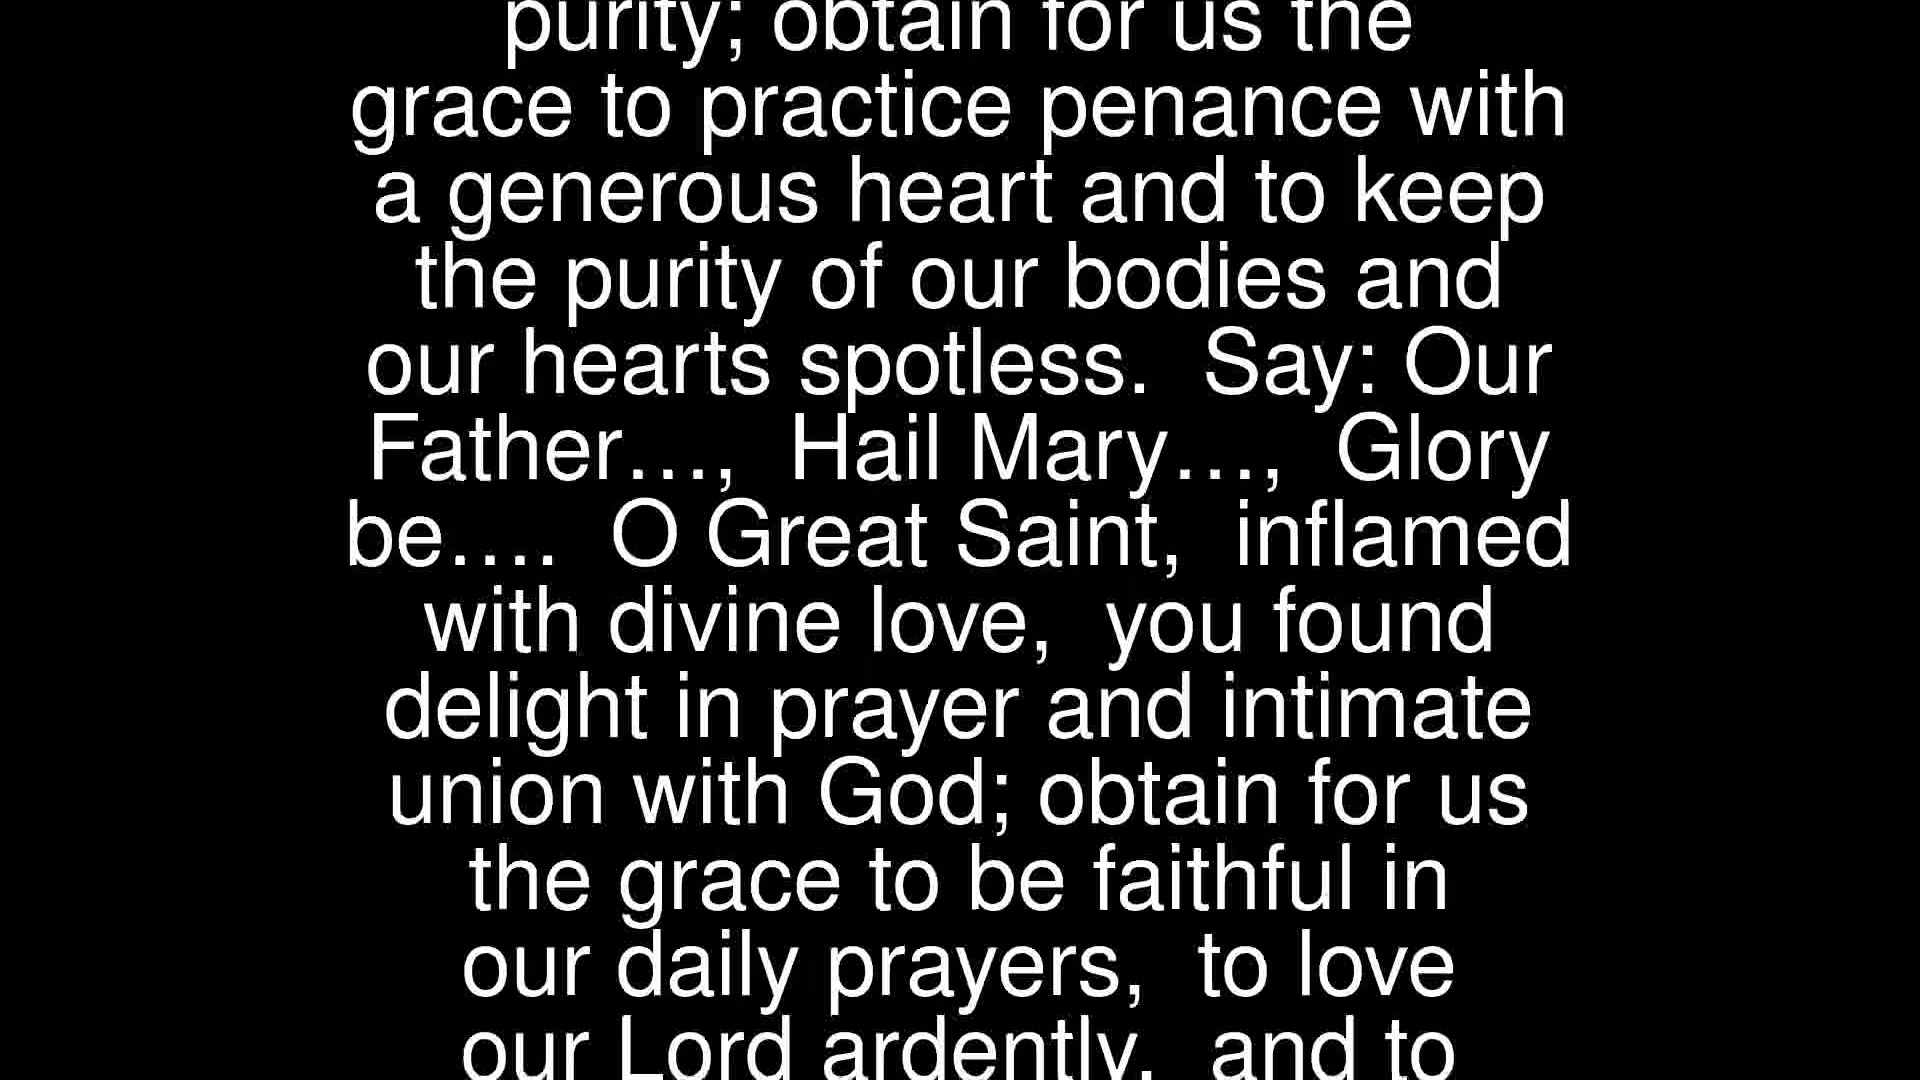 purity; obtain for us the
grace to practice penance with
a generous heart and to keep
the purity of our bodies and
our hearts spotless.  Say: Our
Father…,  Hail Mary…,  Glory
be….  O Great Saint,  inflamed
with divine love,  you found
delight in prayer and intimate
union with God; obtain for us
the grace to be faithful in
our daily prayers,  to love
our Lord ardently,  and to